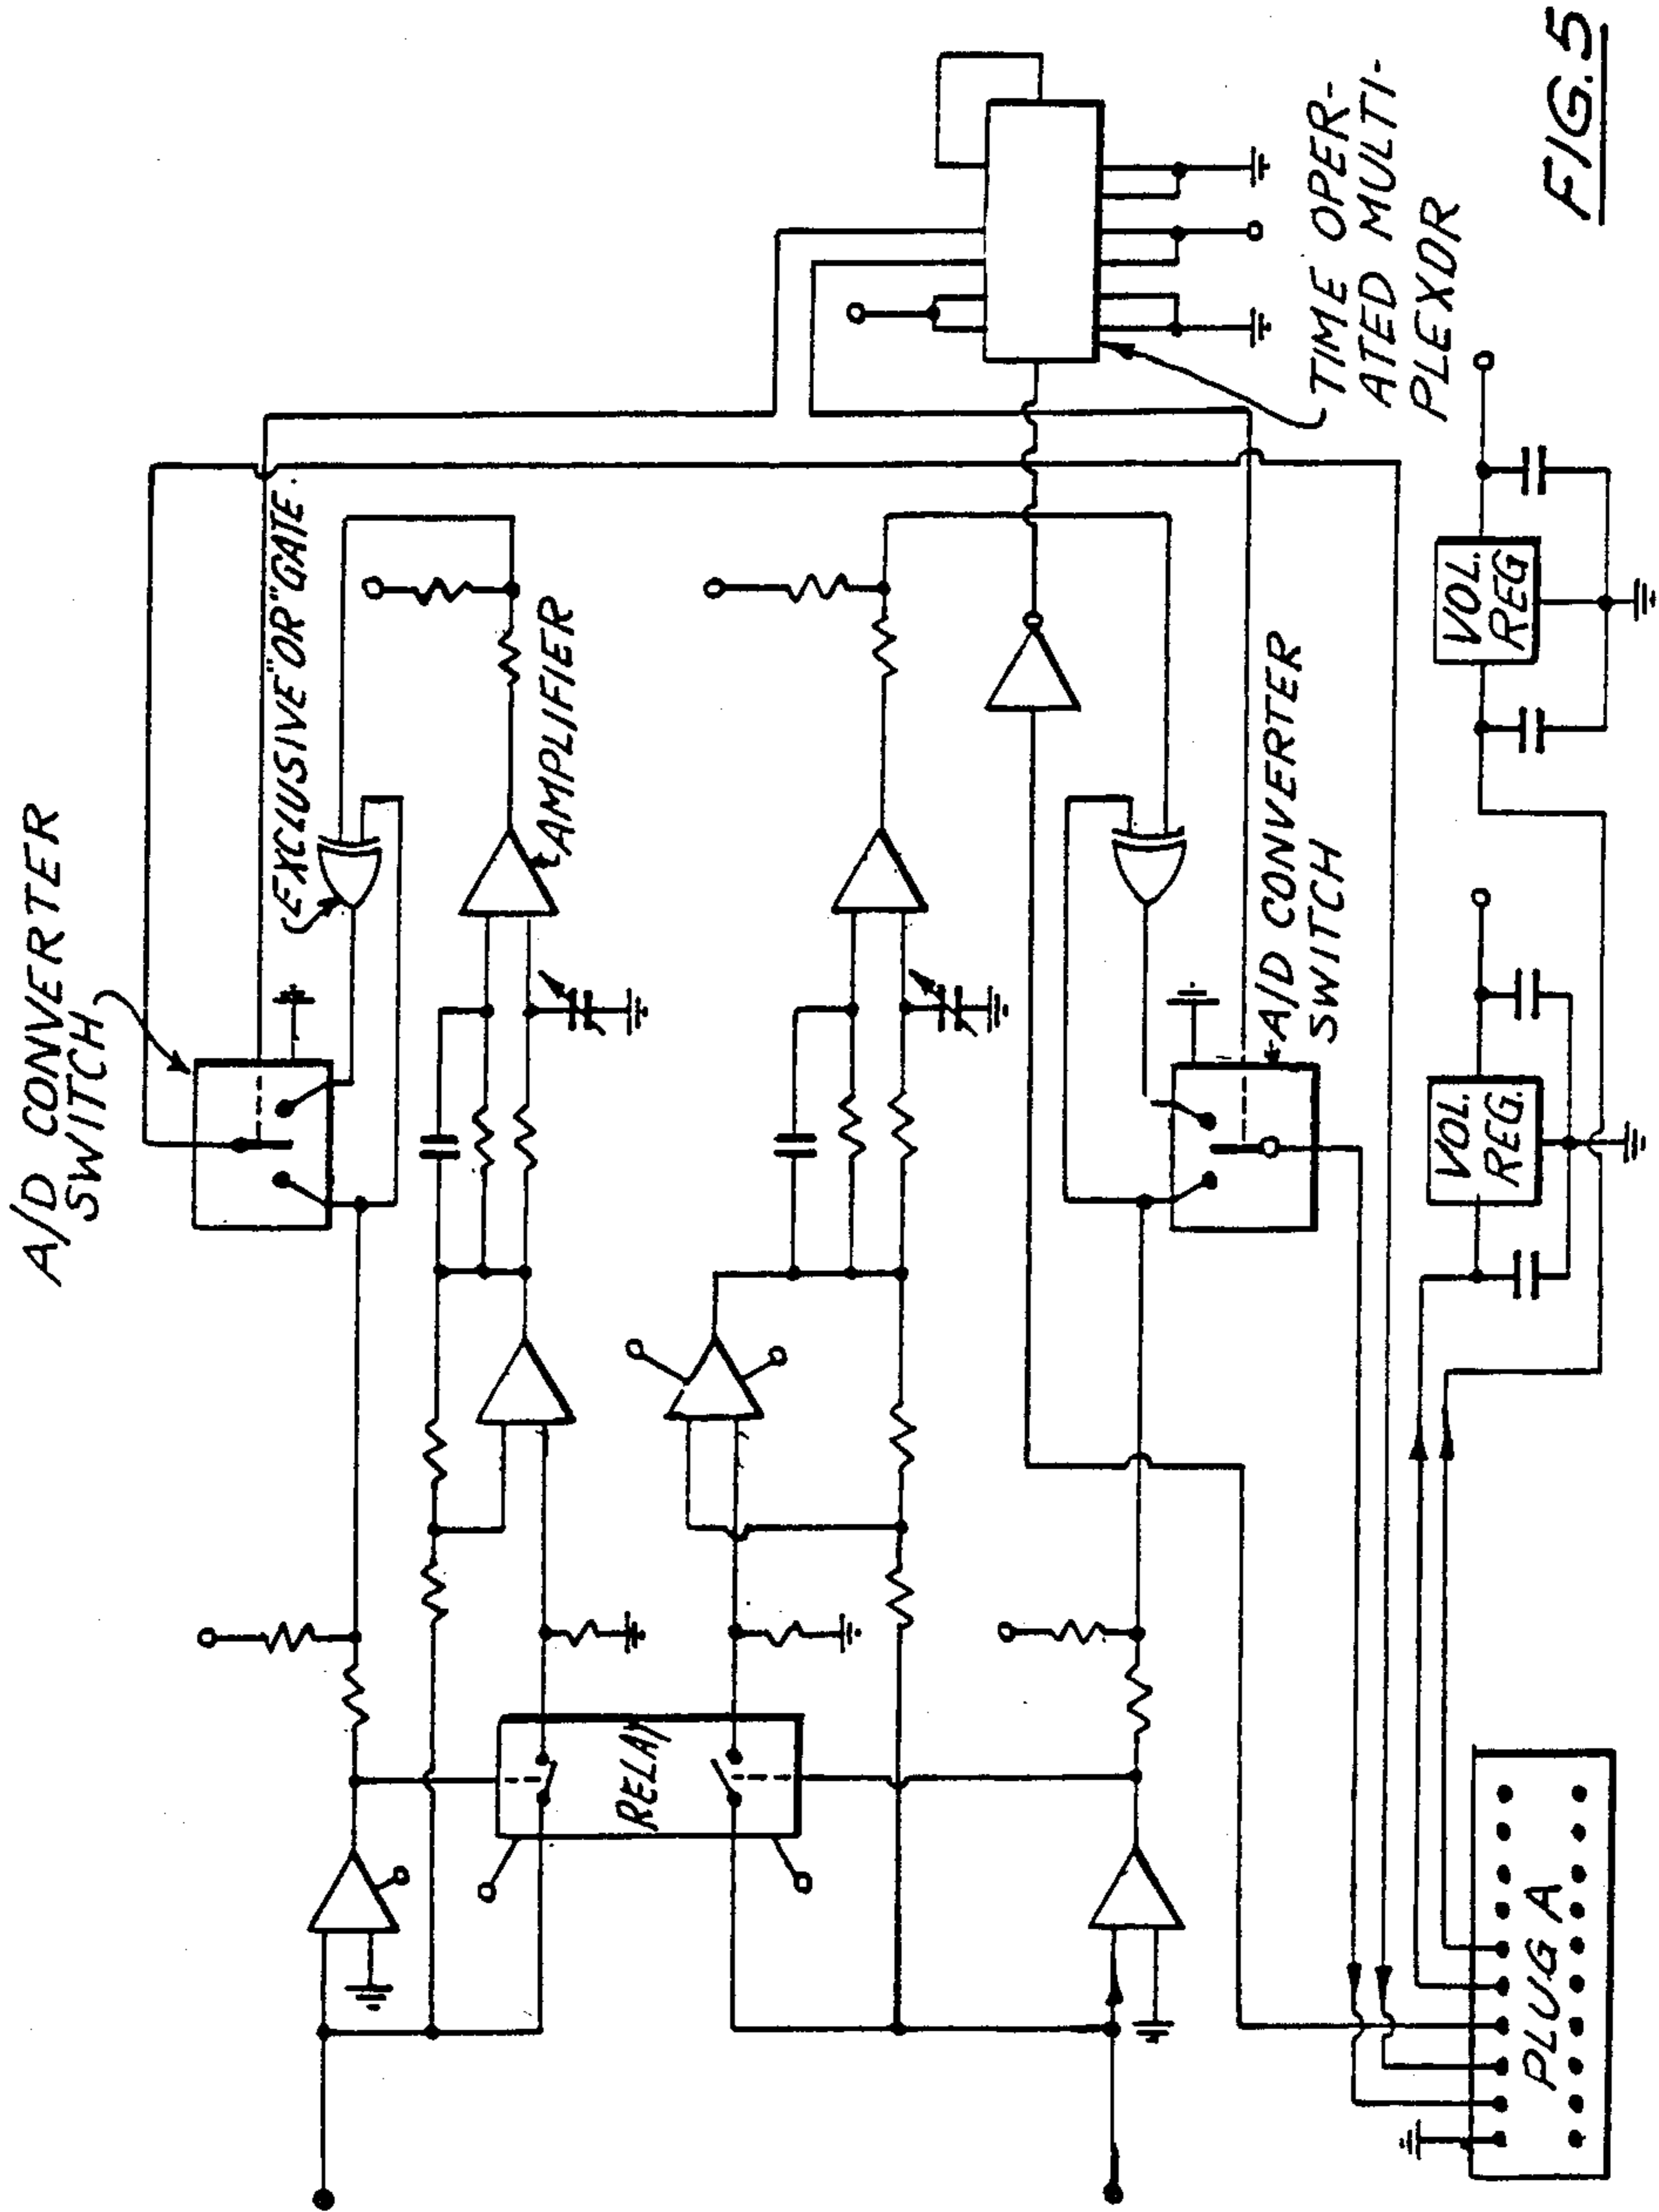 A/D CONVERTER
SWITCH
EXCLUSIVE "OR" GATE
AMPLIFIER
RELAY
A/D CONVERTER
SWITCH
TIME OPER-
ATED MULTI-
PLEXOR
VOL.
REG.
VOL.
REG
PLUG A
FIG. 5